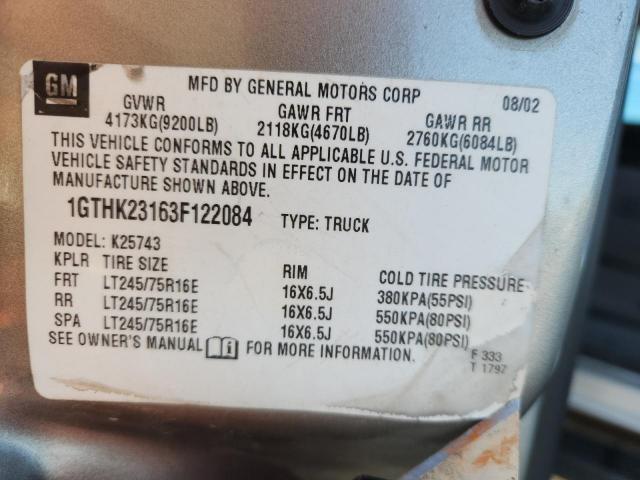 GM
MFD BY GENERAL MOTORS CORP 08/02
GVWR GAWR FRT GAWR RR
4173KG(9200LB) 2118KG(4670LB) 2760KG(6084LB)
THIS VEHICLE CONFORMS TO ALL APPLICABLE U.S. FEDERAL MOTOR
VEHICLE SAFETY STANDARDS IN EFFECT ON THE DATE OF
MANUFACTURE SHOWN ABOVE.
1GTHK23163F122084 TYPE: TRUCK
MODEL: K25743
KPLR TIRE SIZE RIM COLD TIRE PRESSURE
FRT LT245/75R16E 16X6.5J 380KPA(55PSI)
RR LT245/75R16E 16X6.5J 550KPA(80PSI)
SPA LT245/75R16E 16X6.5J 550KPA(80PSI)
SEE OWNER'S MANUAL FOR MORE INFORMATION.
F 333
T 1797